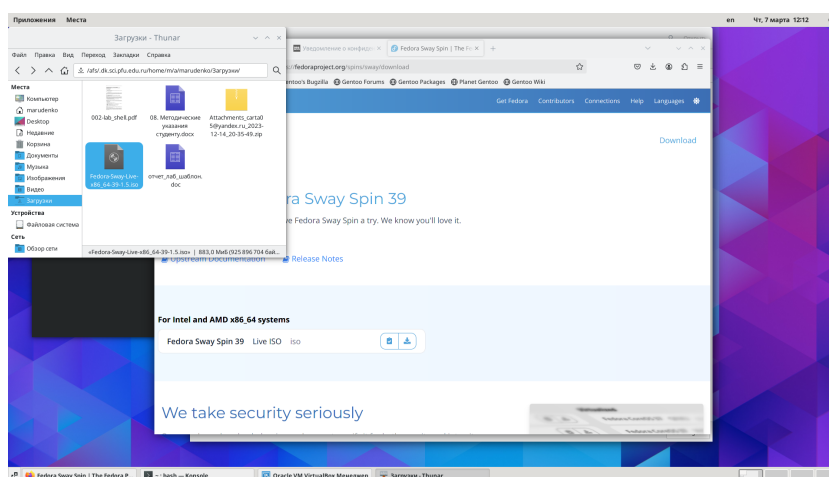 Приложения Места
en Чт, 7 марта 12:12
Загрузки - Thunar
Файл Правка Вид Переход Закладки Справка
/afs/.dk.sci.pfu.edu.ru/home/m/a/marudenko/Загрузки/
Места
Компьютер
marudenko
Desktop
Недавние
Корзина
Документы
Музыка
Изображения
Видео
Загрузки
Устройства
Файловая система
Сеть
Обзор сети
002-lab_shell.pdf
08. Методические
указания
студенту.docx
Attachments_carta0
5@yandex.ru_2023-
12-14_20-35-49.zip
Fedora-Sway-Live-
x86_64-39-1.5.iso
отчет_лаб_шаблон.
doc
«Fedora-Sway-Live-x86_64-39-1.5.iso» | 883,0 МиБ (925 896 704 бай...
Уведомление о конфиде
Fedora Sway Spin | The Fe
://fedoraproject.org/spins/sway/download
entoo's Bugzilla Gentoo Forums Gentoo Packages Planet Gentoo Gentoo Wiki
Get Fedora Contributors Connections Help Languages
Download
ra Sway Spin 39
ve Fedora Sway Spin a try. We know you'll love it.
Upstream Documentation Release Notes
For Intel and AMD x86_64 systems
Fedora Sway Spin 39 Live ISO iso
We take security seriously
Fedora Sway Spin | The Fedora P...
~ : bash — Konsole
Oracle VM VirtualBox Менеджер
Загрузки - Thunar